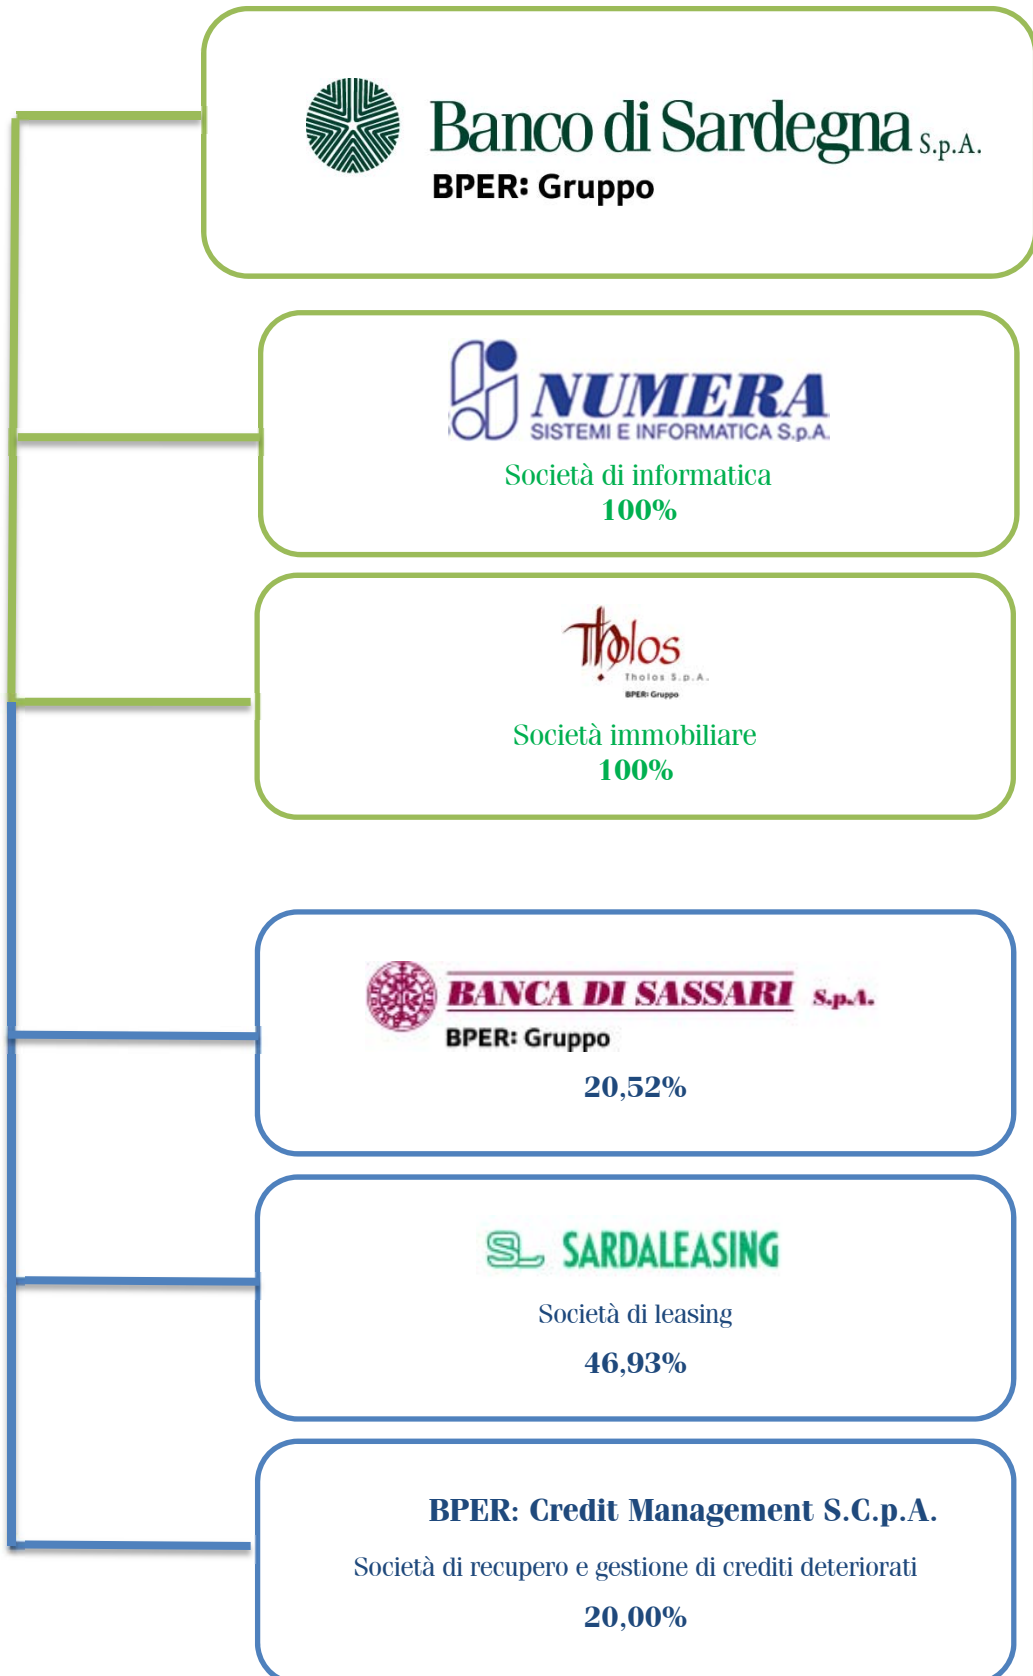 Banco di Sardegna S.p.A.
BPER: Gruppo
NUMERA
SISTEMI E INFORMATICA S.p.A.
Società di informatica
100%
Tholos
Tholos S.p.A.
BPER: Gruppo
Società immobiliare
100%
BANCA DI SASSARI S.p.A.
BPER: Gruppo
20,52%
SL SARDALEASING
Società di leasing
46,93%
BPER: Credit Management S.C.p.A.
Società di recupero e gestione di crediti deteriorati
20,00%